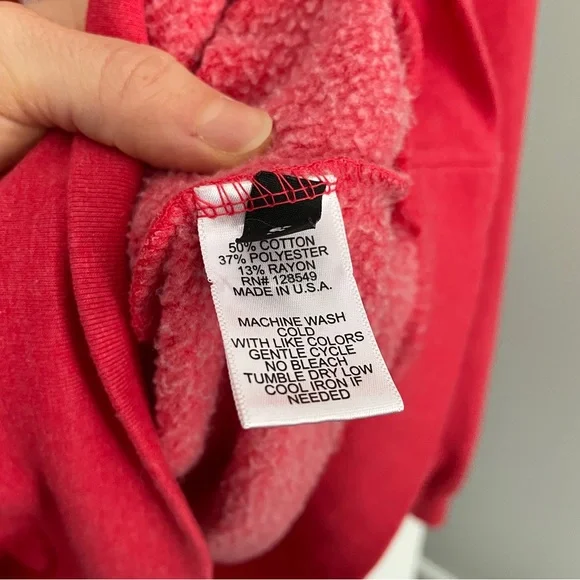 50% COTTON
37% POLYESTER
13% RAYON
RN# 128549
MADE IN U.S.A.
MACHINE WASH
COLD
WITH LIKE COLORS
GENTLE CYCLE
NO BLEACH
TUMBLE DRY LOW
COOL IRON IF
NEEDED